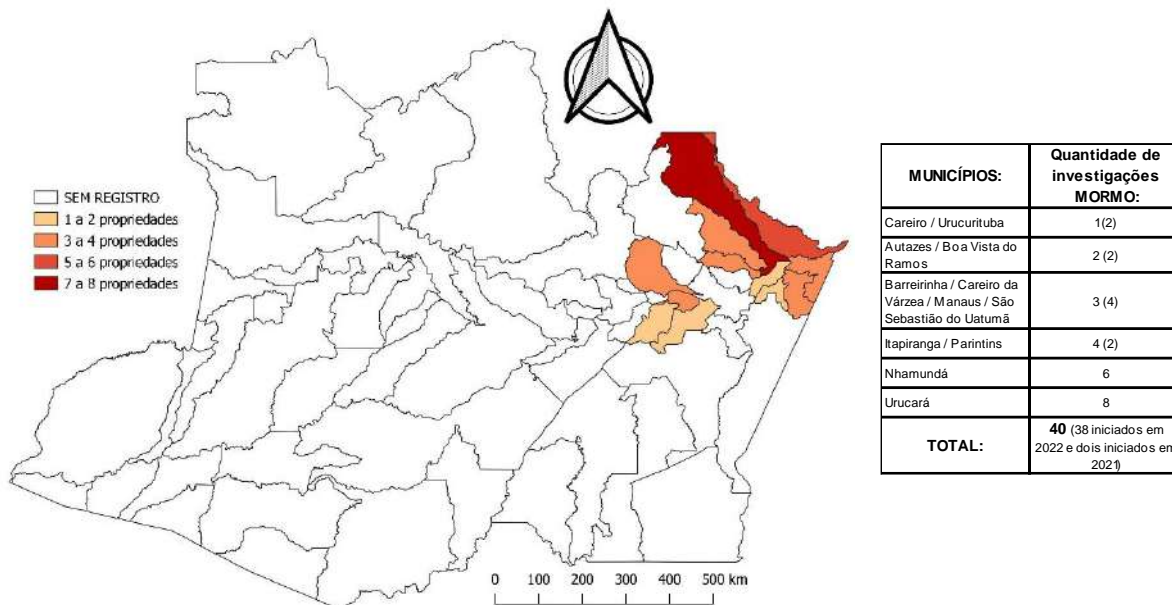 SEM REGISTRO
1 a 2 propriedades
3 a 4 propriedades
5 a 6 propriedades
7 a 8 propriedades
0 100 200 300 400 500 km
MUNICÍPIOS:
Quantidade de
investigações
MORMO:
Careiro / Urucurituba
1(2)
Autazes / Boa Vista do
Ramos
2 (2)
Barreirinha / Careiro da
Várzea / Manaus / São
Sebastião do Uatumã
3 (4)
Itapiranga / Parintins
4 (2)
Nhamundá
6
Urucará
8
TOTAL:
40 (38 iniciados em
2022 e dois iniciados em
2021)